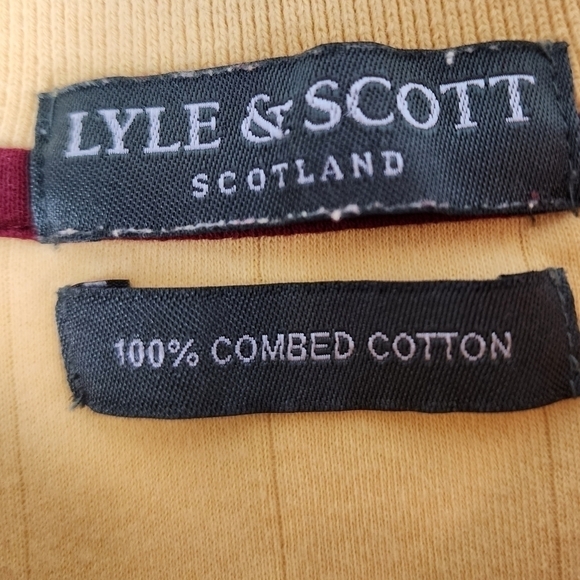 LYLE & SCOTT
SCOTLAND
100% COMBED COTTON